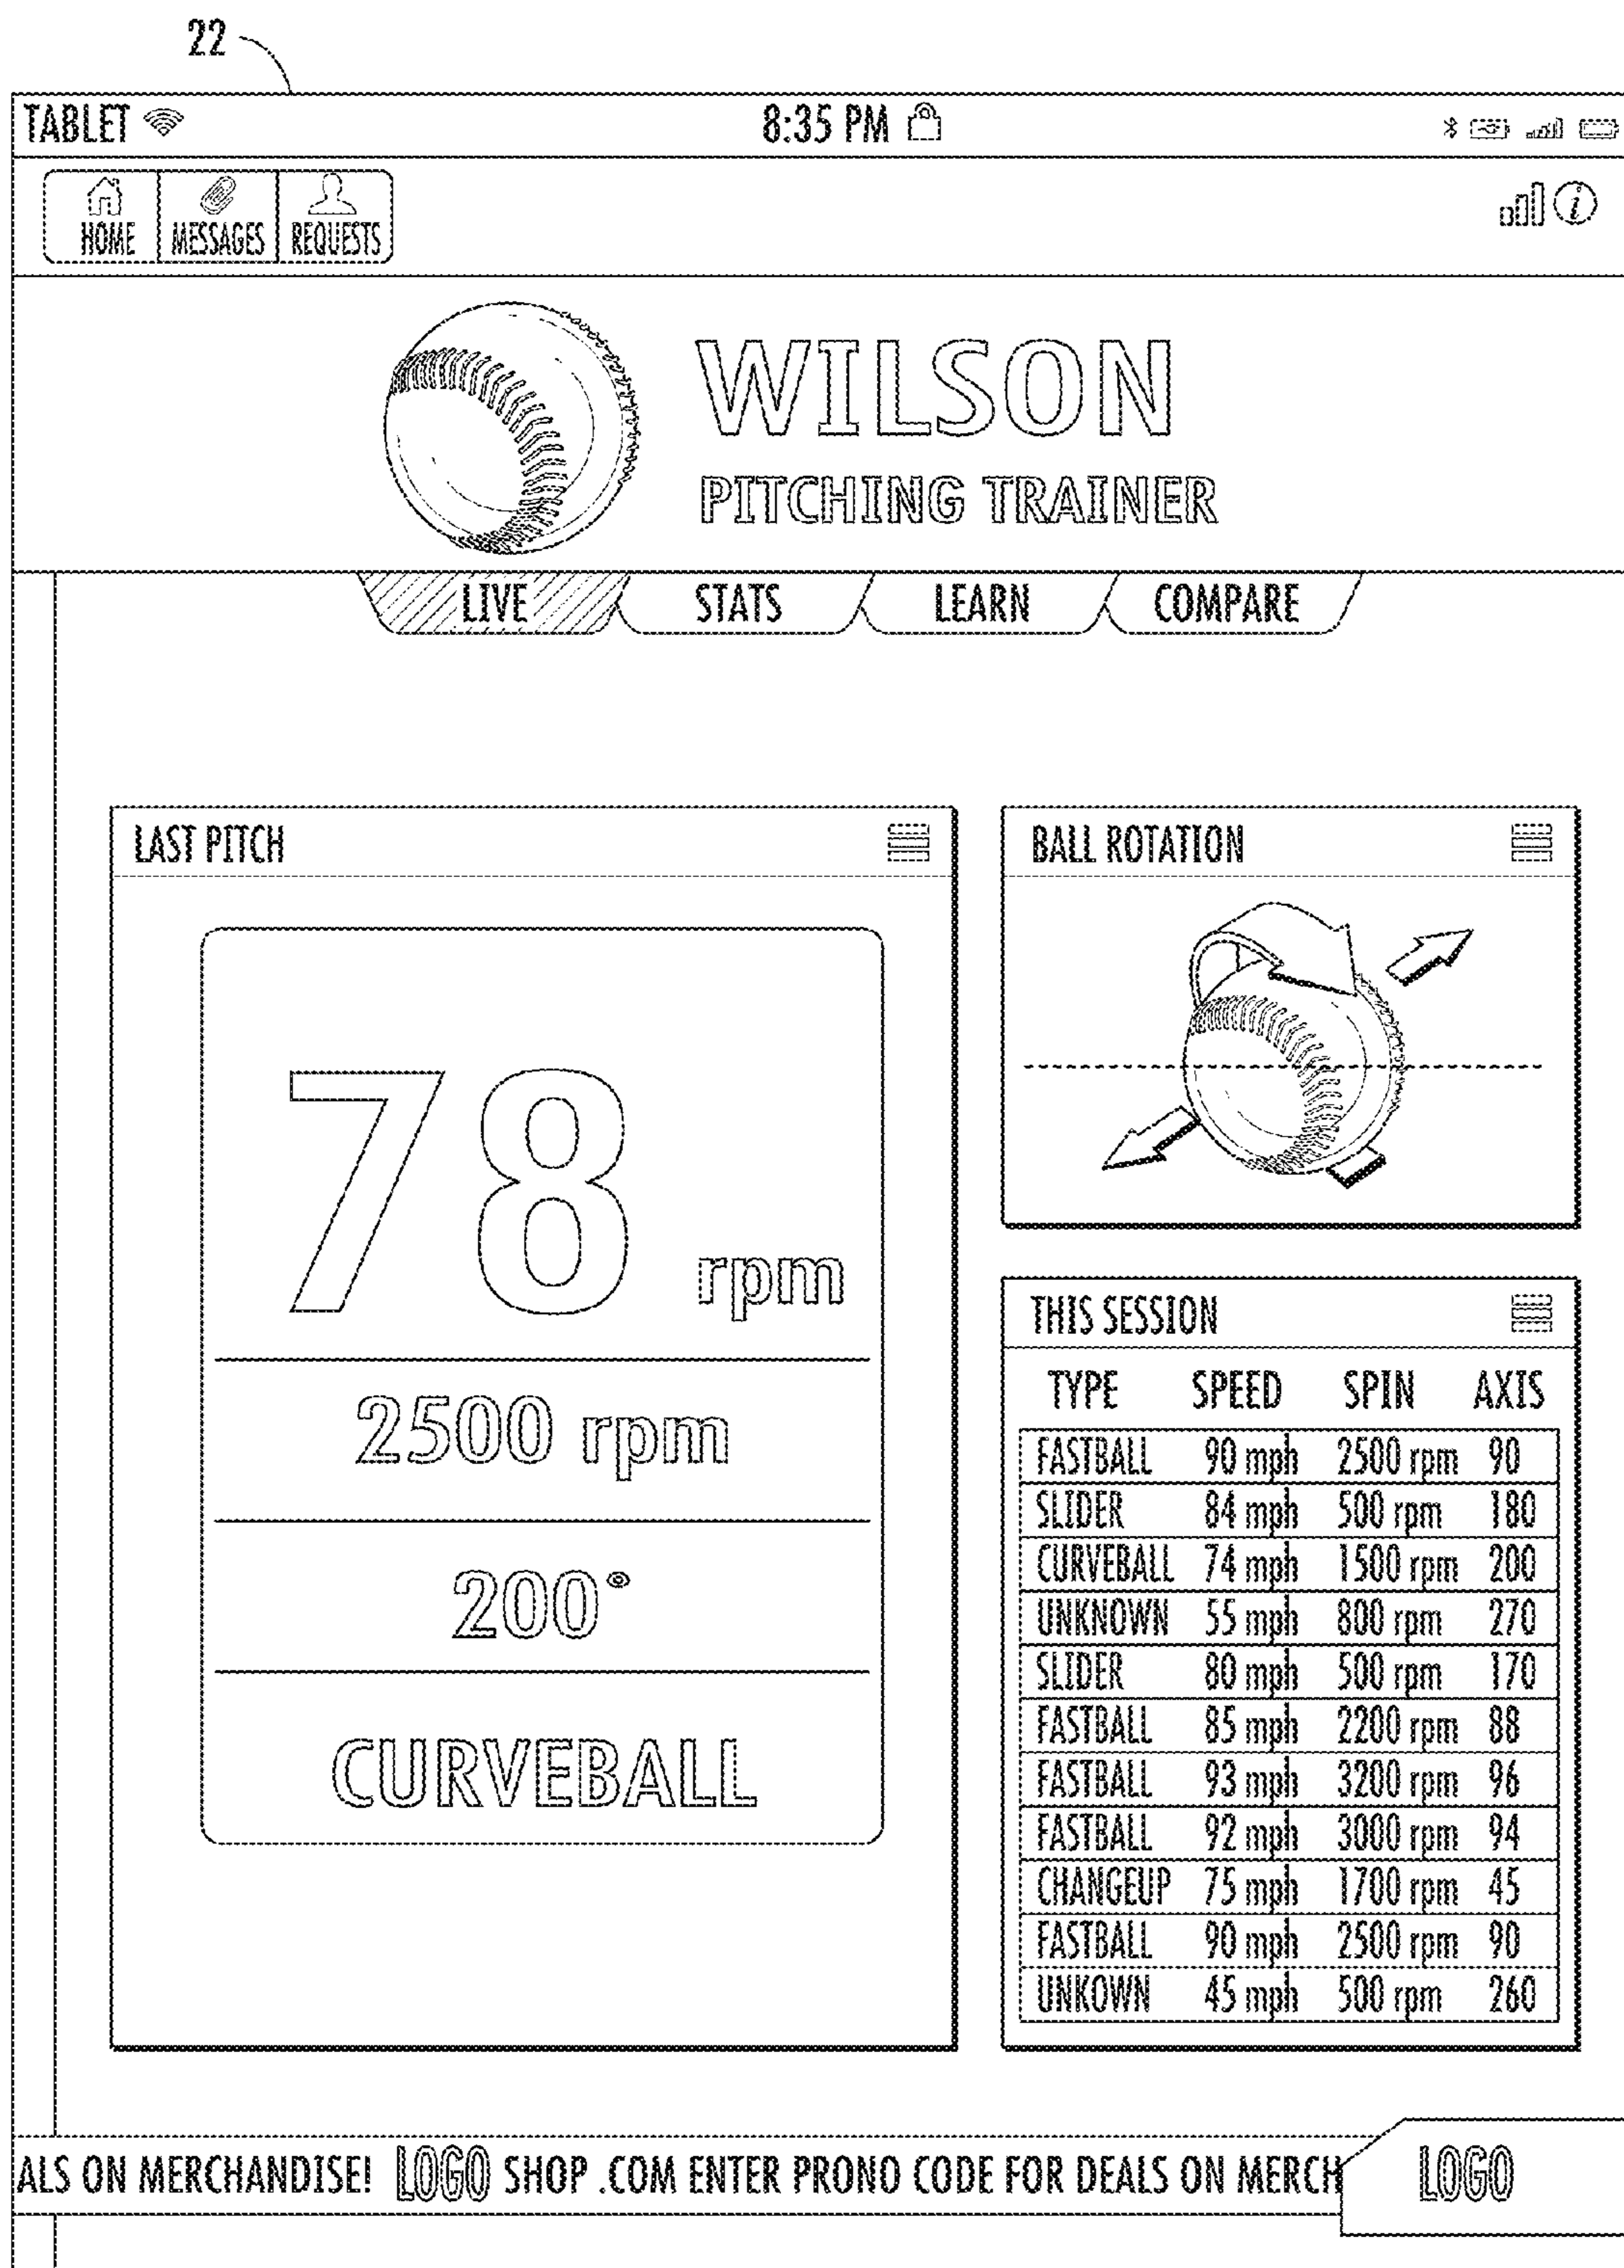 22
TABLET 8:35 PM
HOME MESSAGES REQUESTS
WILSON
PITCHING TRAINER
LIVE STATS LEARN COMPARE
LAST PITCH
78 rpm
2500 rpm
200°
CURVEBALL
BALL ROTATION
THIS SESSION
TYPE SPEED SPIN AXIS
FASTBALL 90 mph 2500 rpm 90
SLIDER 84 mph 500 rpm 180
CURVEBALL 74 mph 1500 rpm 200
UNKNOWN 55 mph 800 rpm 270
SLIDER 80 mph 500 rpm 170
FASTBALL 85 mph 2200 rpm 88
FASTBALL 93 mph 3200 rpm 96
FASTBALL 92 mph 3000 rpm 94
CHANGEUP 75 mph 1700 rpm 45
FASTBALL 90 mph 2500 rpm 90
UNKOWN 45 mph 500 rpm 260
ALS ON MERCHANDISE! LOGO SHOP .COM ENTER PRONO CODE FOR DEALS ON MERCH LOGO